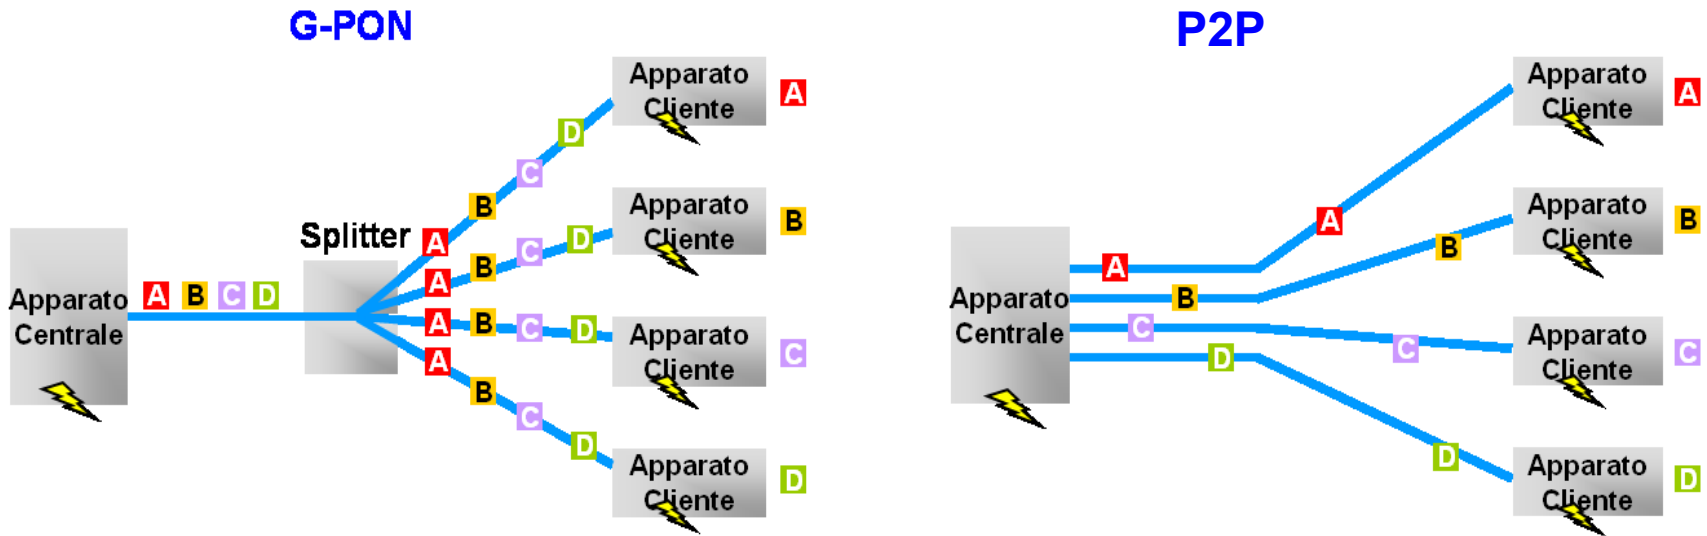 G-PON
Apparato
Cliente
A
D
C
B
A
Apparato
Cliente
B
D
C
B
A
Splitter
Apparato
Centrale
A B C D
A B C D
Apparato
Cliente
C
A
B
C
D
Apparato
Cliente
D
P2P
Apparato
Cliente
A
A
A
Apparato
Cliente
B
B
B
Apparato
Centrale
C
C
Apparato
Cliente
C
D
D
Apparato
Cliente
D